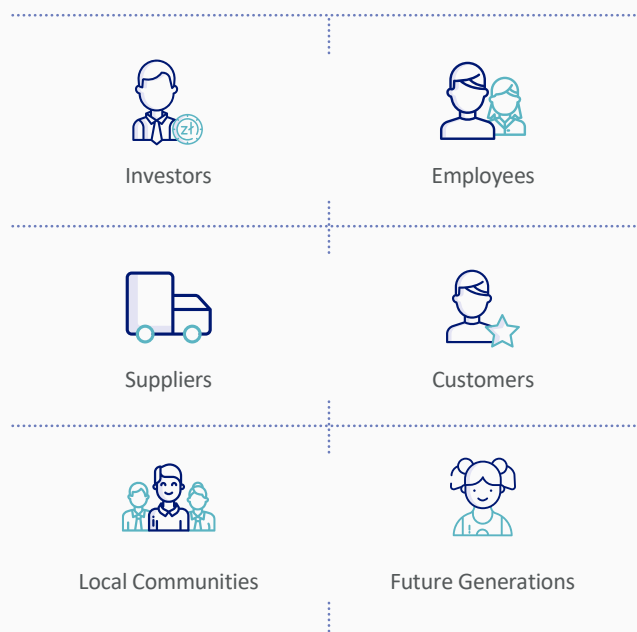 zł
Investors
Employees
Suppliers
Customers
Local Communities
Future Generations